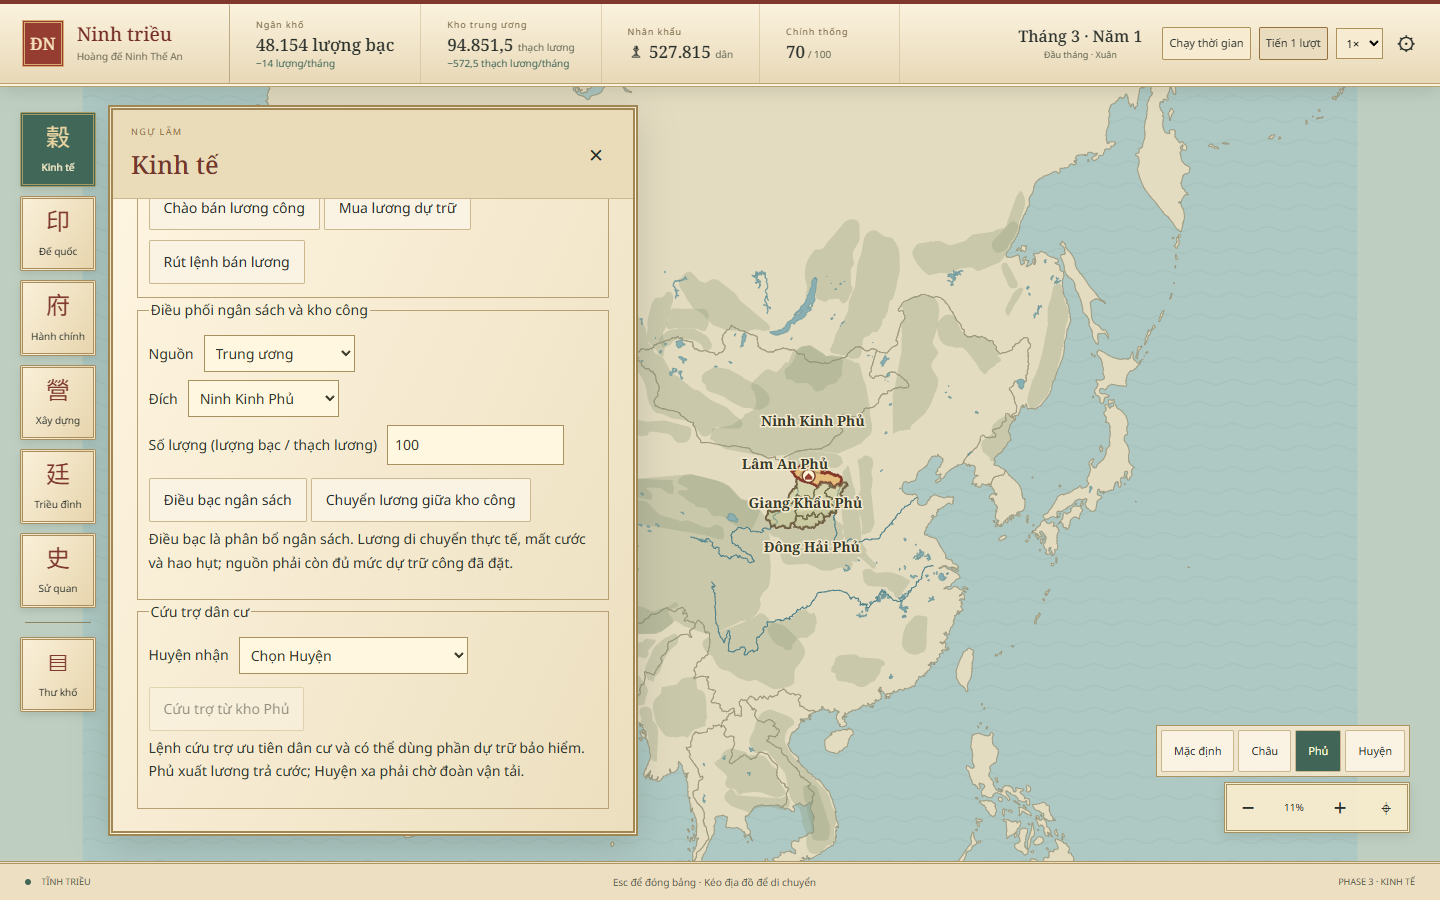 ĐN
Ninh triều
Hoàng đế Ninh Thế An
Ngân khố
48.154 lượng bạc
−14 lượng/tháng
Kho trung ương
94.851,5 thạch lương
−572,5 thạch lương/tháng
Nhân khẩu
527.815 dân
Chính thống
70 / 100
Tháng 3 · Năm 1
Đầu tháng · Xuân
Chạy thời gian
Tiến 1 lượt
1×
穀
Kinh tế
印
Đế quốc
府
Hành chính
營
Xây dựng
廷
Triều đình
史
Sử quan
Thư khố
NGỰ LÃM
Kinh tế
×
Chào bán lương công
Mua lương dự trữ
Rút lệnh bán lương
Điều phối ngân sách và kho công
Nguồn
Trung ương
Đích
Ninh Kinh Phủ
Số lượng (lượng bạc / thạch lương)
100
Điều bạc ngân sách
Chuyển lương giữa kho công
Điều bạc là phân bổ ngân sách. Lương di chuyển thực tế, mất cước
và hao hụt; nguồn phải còn đủ mức dự trữ công đã đặt.
Cứu trợ dân cư
Huyện nhận
Chọn Huyện
Cứu trợ từ kho Phủ
Lệnh cứu trợ ưu tiên dân cư và có thể dùng phần dự trữ bảo hiểm.
Phủ xuất lương trả cước; Huyện xa phải chờ đoàn vận tải.
Ninh Kinh Phủ
Lâm An Phủ
Giang Khẩu Phủ
Đông Hải Phủ
Mặc định
Châu
Phủ
Huyện
−
11%
+
TĨNH TRIỀU
Esc để đóng bảng · Kéo địa đồ để di chuyển
PHASE 3 · KINH TẾ